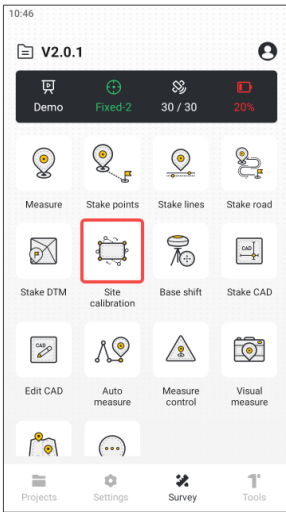 10:46
V2.0.1
Demo Fixed-2 30 / 30 20%
Measure Stake points Stake lines Stake road
CAD
Stake DTM Site calibration Base shift Stake CAD
CAD
Edit CAD Auto measure Measure control Visual measure
Projects Settings Survey Tools